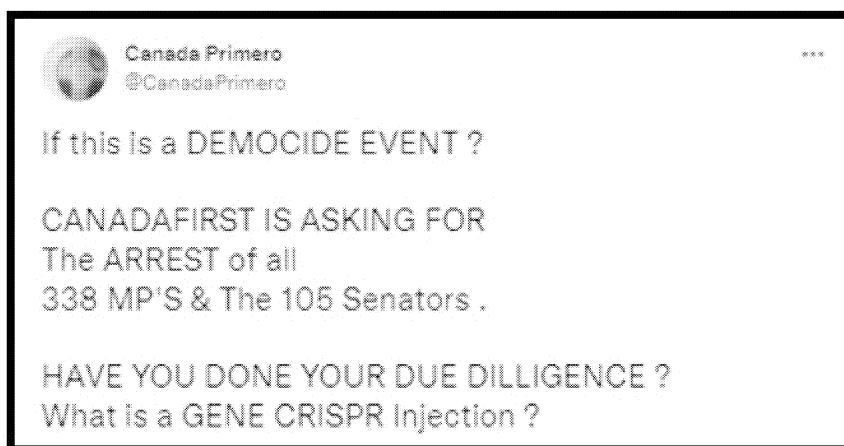 Canada Primero
@CanadaPrimero
If this is a DEMOCIDE EVENT ?
CANADAFIRST IS ASKING FOR
The ARREST of all
338 MP'S & The 105 Senators .
HAVE YOU DONE YOUR DUE DILLIGENCE ?
What is a GENE CRISPR Injection ?